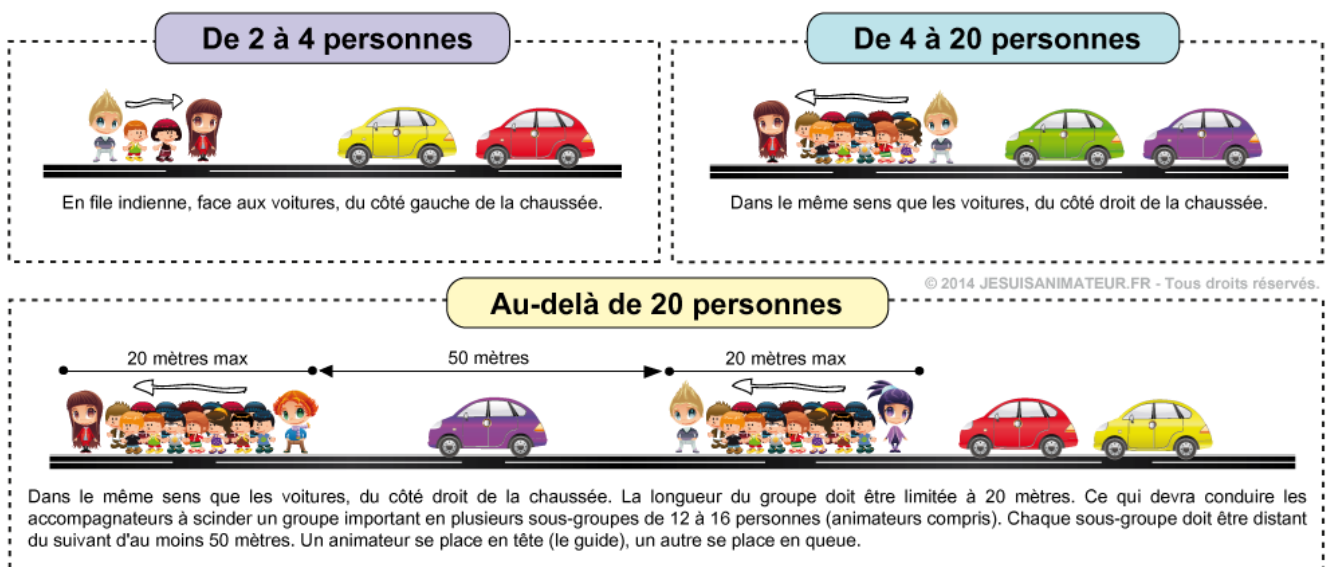 De 2 à 4 personnes
En file indienne, face aux voitures, du côté gauche de la chaussée.
De 4 à 20 personnes
Dans le même sens que les voitures, du côté droit de la chaussée.
© 2014 JESUISANIMATEUR.FR - Tous droits réservés.
Au-delà de 20 personnes
20 mètres max
50 mètres
20 mètres max
Dans le même sens que les voitures, du côté droit de la chaussée. La longueur du groupe doit être limitée à 20 mètres. Ce qui devra conduire les
accompagnateurs à scinder un groupe important en plusieurs sous-groupes de 12 à 16 personnes (animateurs compris). Chaque sous-groupe doit être distant
du suivant d'au moins 50 mètres. Un animateur se place en tête (le guide), un autre se place en queue.